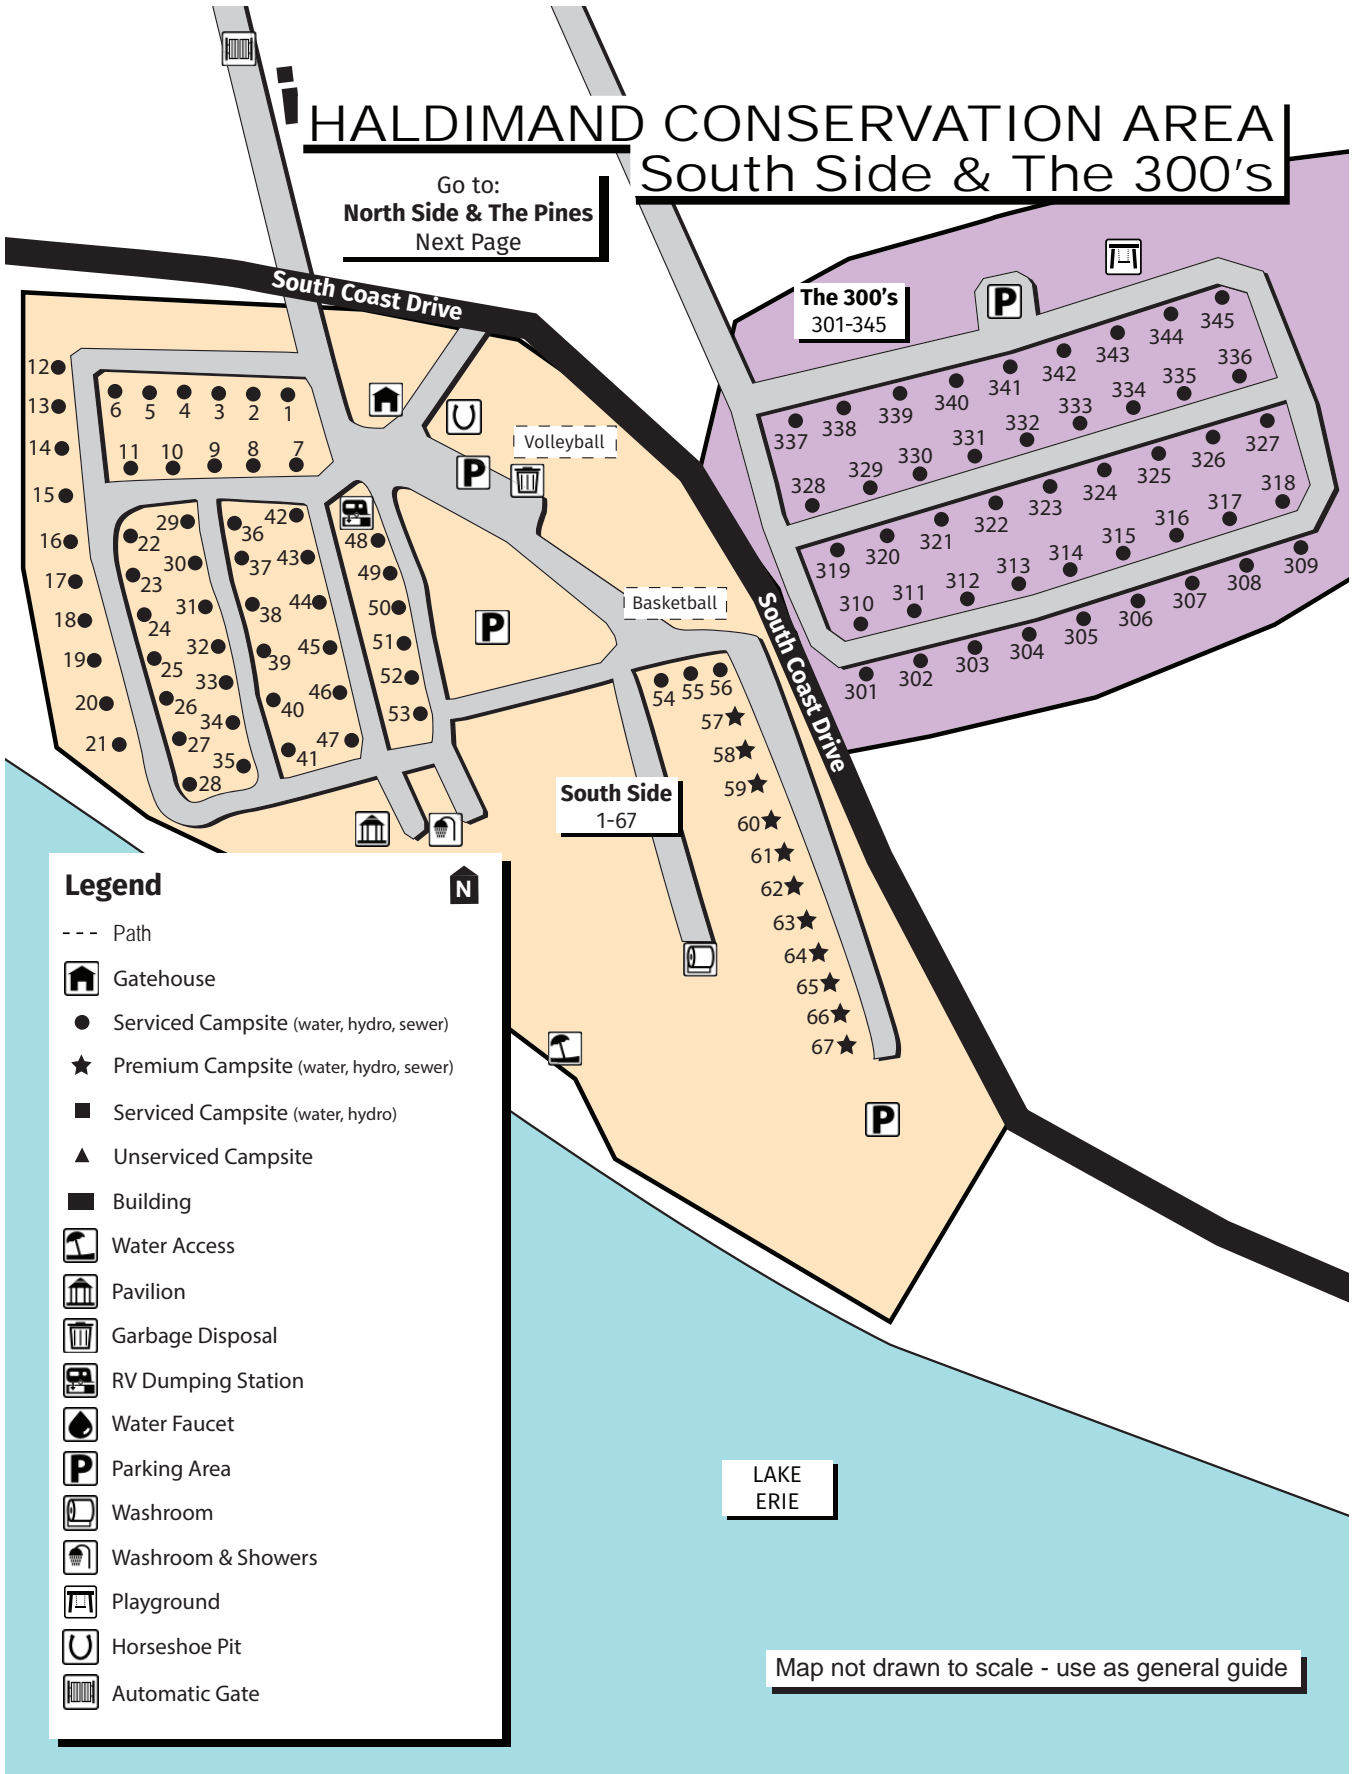 HALDIMAND CONSERVATION AREA
South Side & The 300's
Go to:
North Side & The Pines
Next Page
South Coast Drive
The 300's
301-345
P
345
344
343
342
341
340
339
338
337
336
335
334
333
332
331
330
329
328
327
326
325
324
323
322
321
320
319
318
317
316
315
314
313
312
311
310
309
308
307
306
305
304
303
302
301
South Coast Drive
12
13
14
15
16
17
18
19
20
21
6 5 4 3 2 1
11 10 9 8 7
Volleyball
P
29
22
30
23
31
24
32
25
33
26
34
27
35
28
42
36
43
37
44
38
45
39
46
40
47
41
48
49
50
51
52
53
P
Basketball
54 55 56
57
58
59
60
61
62
63
64
65
66
67
South Side
1-67
P
Legend
N
Path
Gatehouse
Serviced Campsite (water, hydro, sewer)
Premium Campsite (water, hydro, sewer)
Serviced Campsite (water, hydro)
Unserviced Campsite
Building
Water Access
Pavilion
Garbage Disposal
RV Dumping Station
Water Faucet
P Parking Area
Washroom
Washroom & Showers
Playground
Horseshoe Pit
Automatic Gate
LAKE
ERIE
Map not drawn to scale - use as general guide